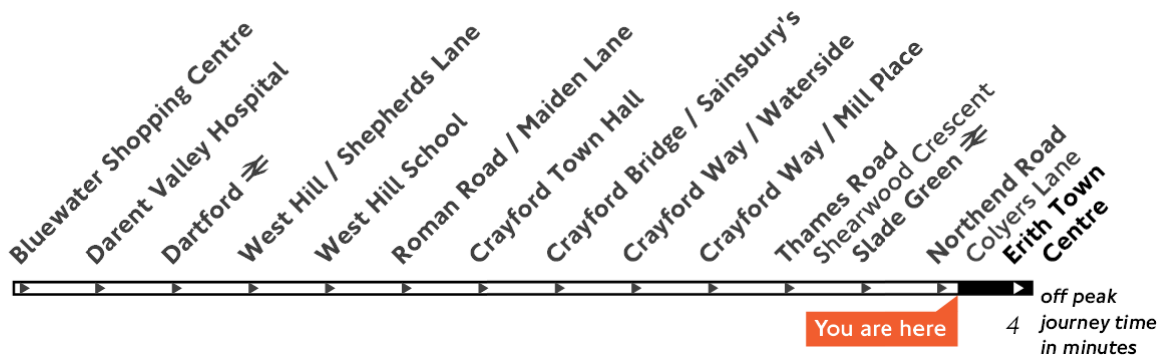 Bluewater Shopping Centre
Darent Valley Hospital
Dartford
West Hill / Shepherds Lane
West Hill School
Roman Road / Maiden Lane
Crayford Town Hall
Crayford Bridge / Sainsbury's
Crayford Way / Waterside
Crayford Way / Mill Place
Thames Road
Shearwood Crescent
Slade Green
Northend Road
Colyers Lane
Erith Town
Centre
You are here
4
off peak
journey time
in minutes